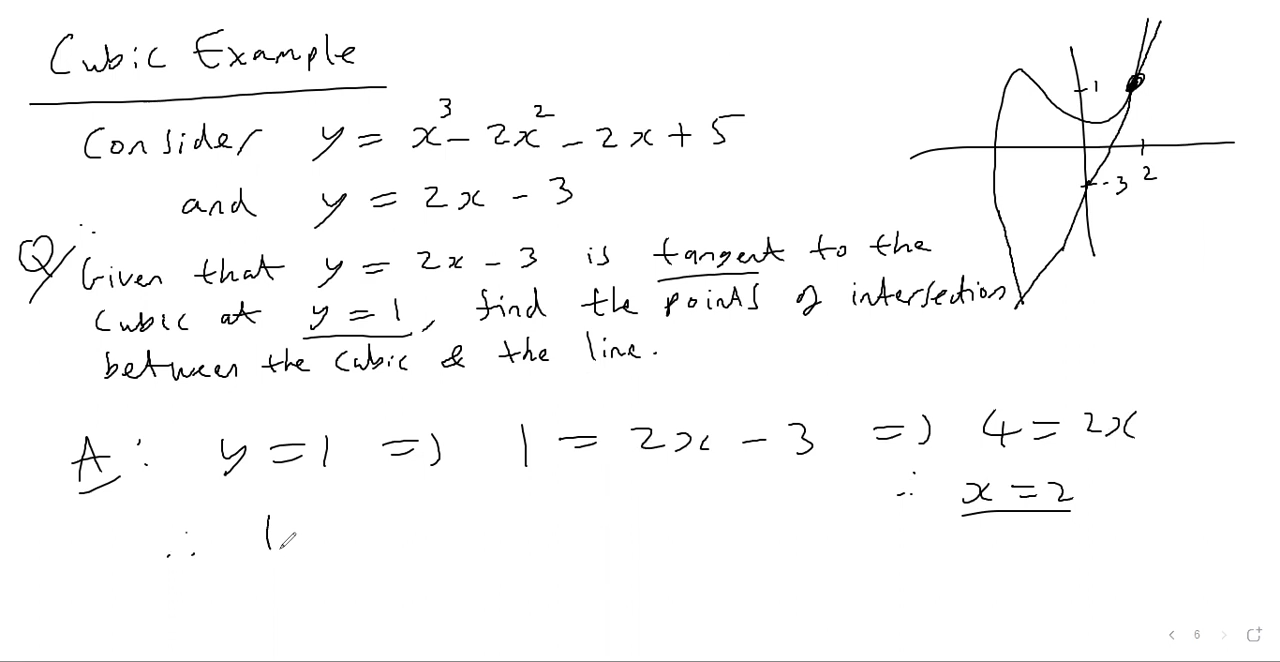 Cubic Example
Consider y = x³ - 2x² - 2x + 5
and y = 2x - 3
Q/ Given that y = 2x - 3 is tangent to the
cubic at y = 1, find the points of intersection
between the cubic & the line.
A: y = 1 => 1 = 2x - 3 => 4 = 2x
∴ x = 2
∴
1
-3
2
6